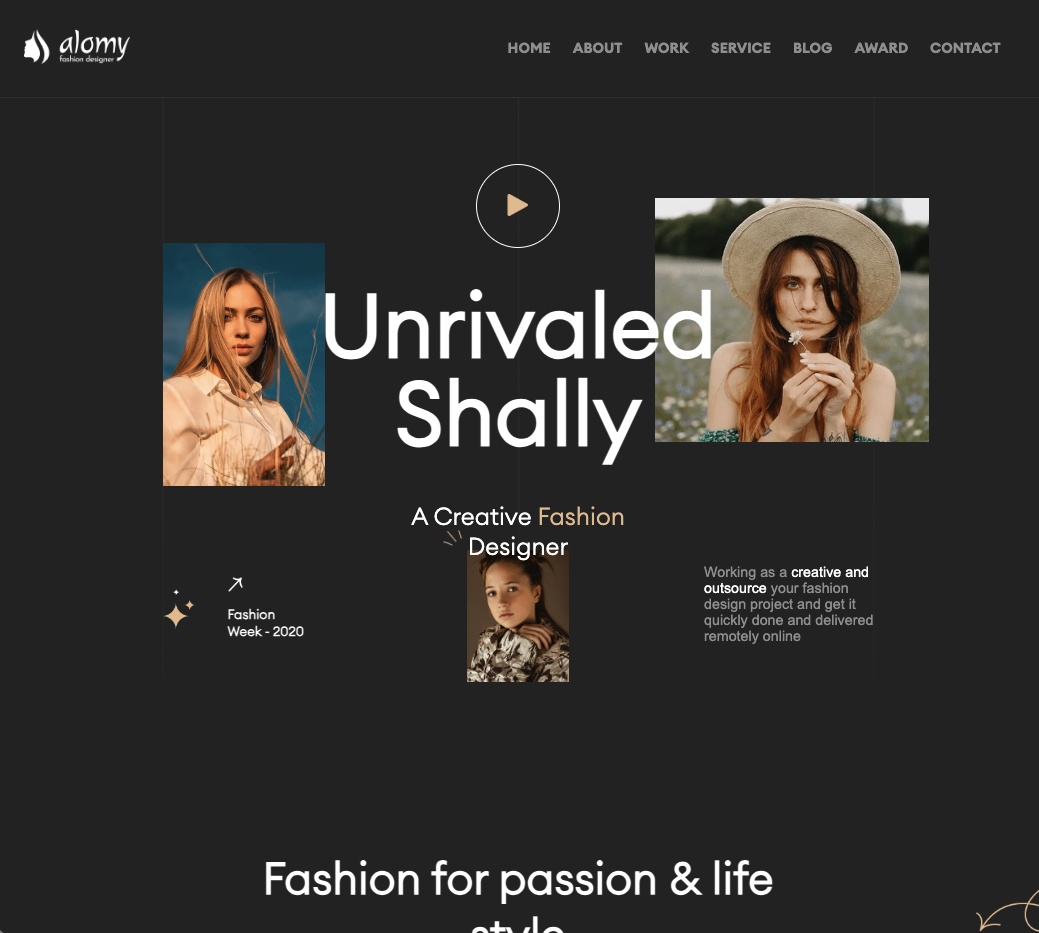 alomy
fashion designer
HOME ABOUT WORK SERVICE BLOG AWARD CONTACT
Unrivaled
Shally
A Creative Fashion
Designer
Fashion
Week - 2020
Working as a creative and
outsource your fashion
design project and get it
quickly done and delivered
remotely online
Fashion for passion & life
style